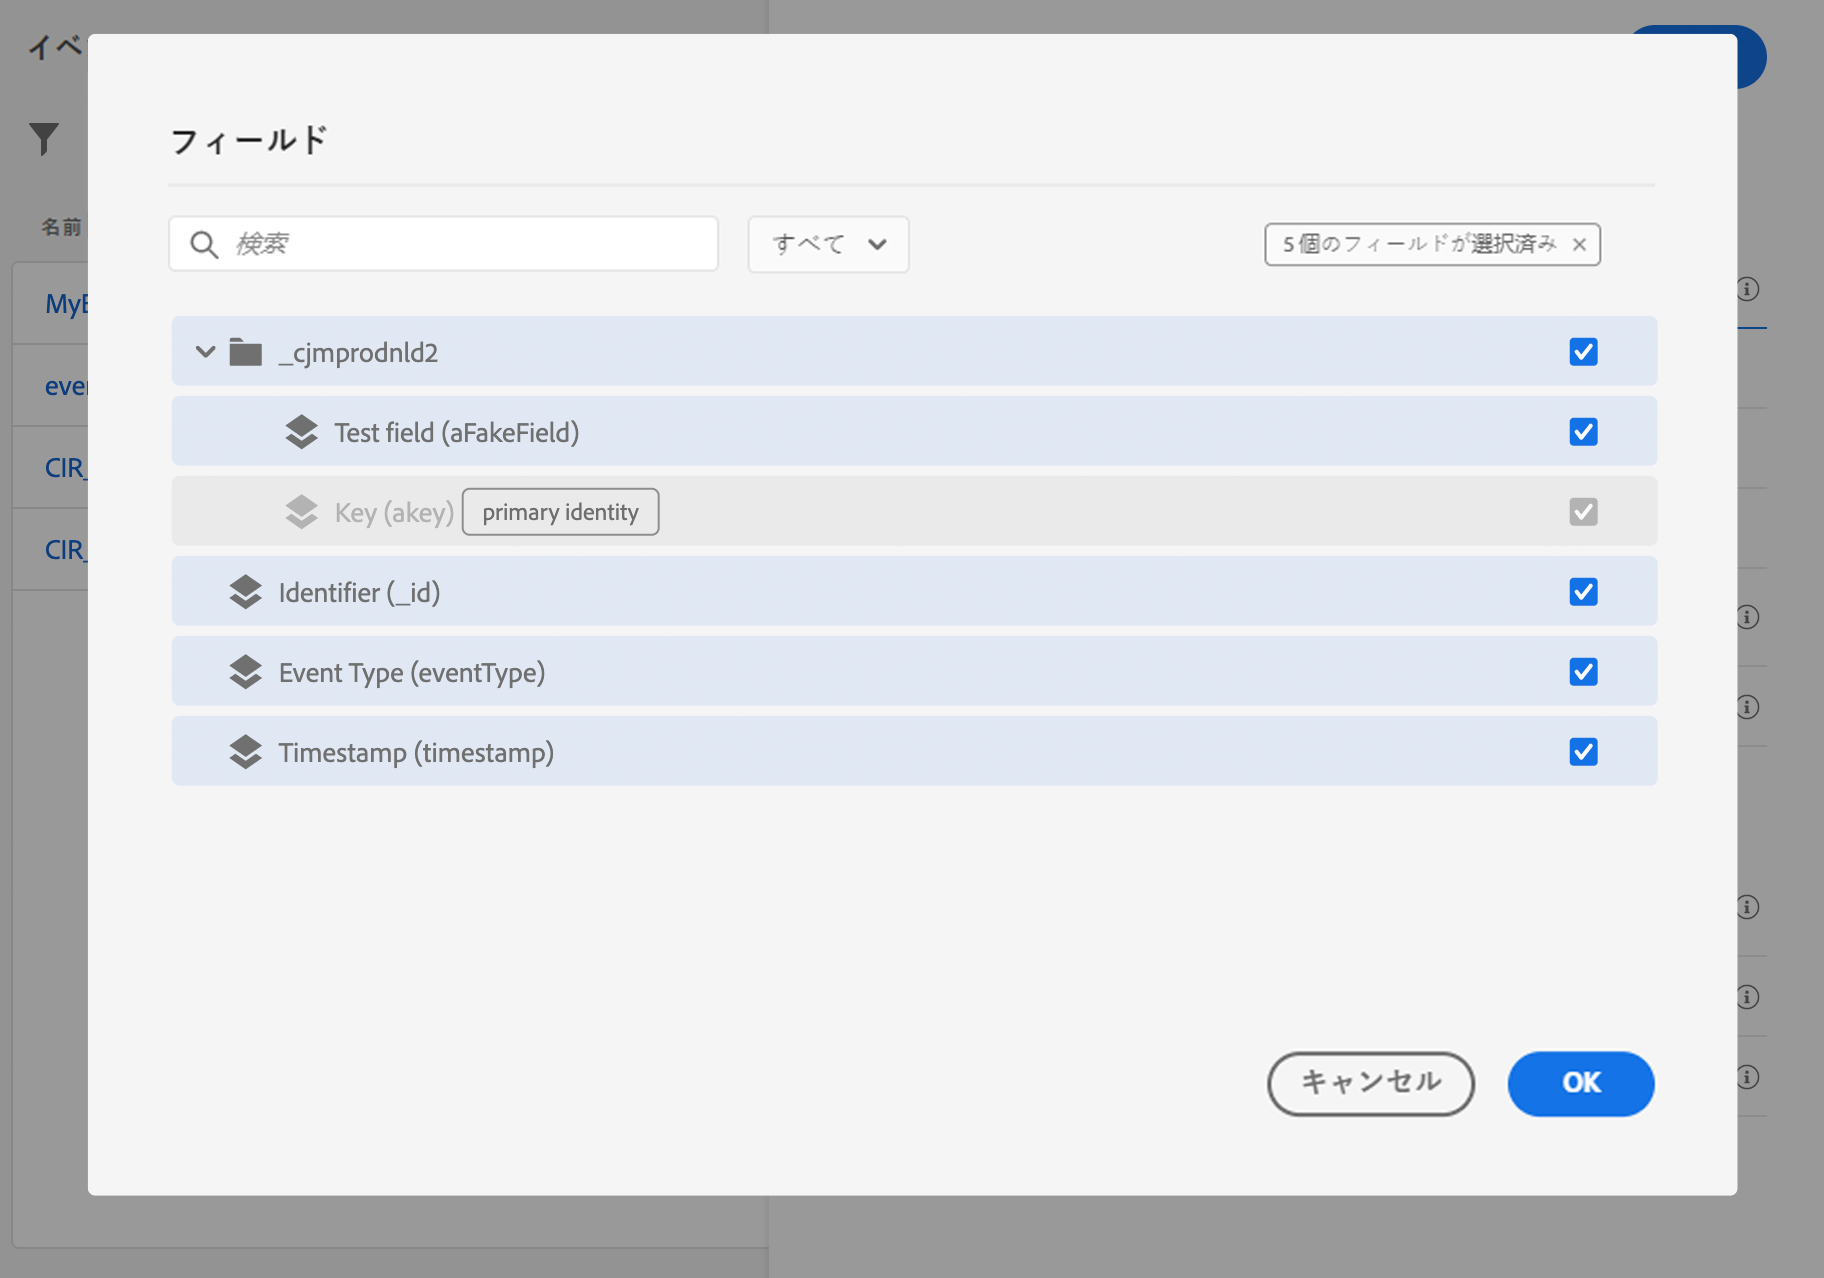 イベ
名前
フィールド
検索
すべて
5個のフィールドが選択済み
_cjmprodnld2
Test field (aFakeField)
Key (akey) primary identity
Identifier (_id)
Event Type (eventType)
Timestamp (timestamp)
キャンセル
OK
CIR_
CIR_